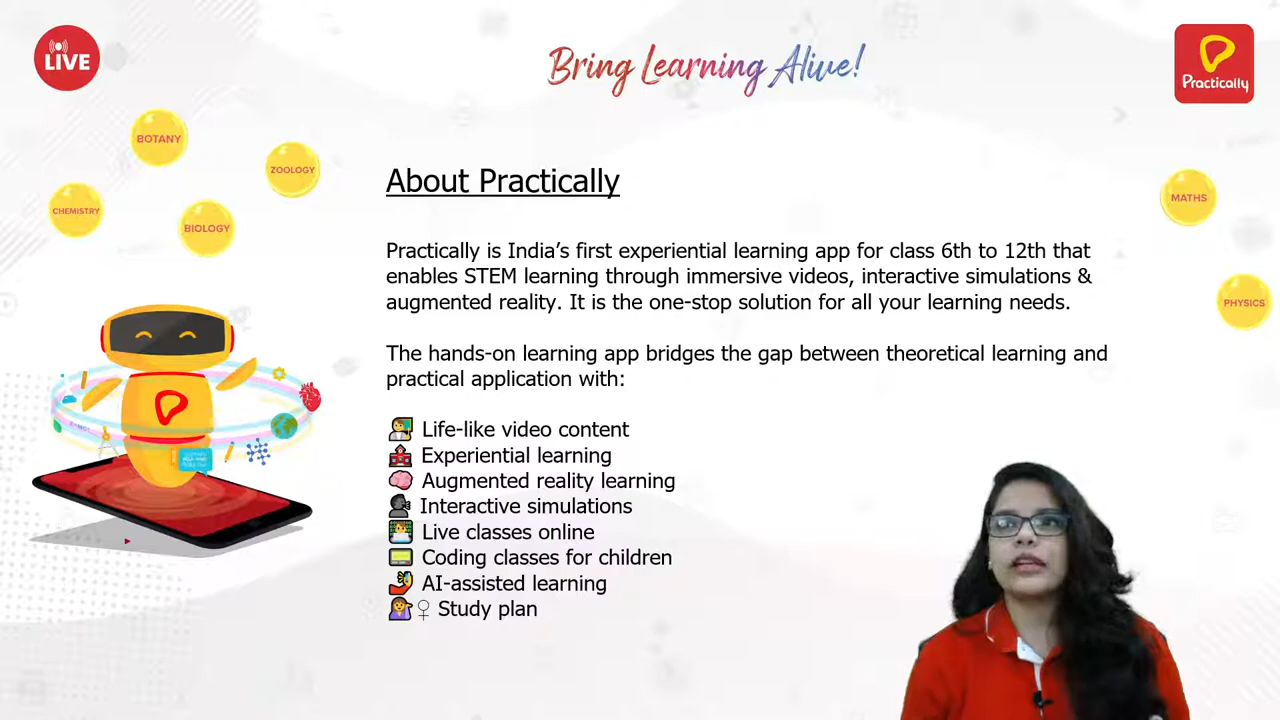 LIVE
Bring Learning Alive!
Practically
BOTANY
ZOOLOGY
CHEMISTRY
BIOLOGY
MATHS
PHYSICS
About Practically
Practically is India’s first experiential learning app for class 6th to 12th that
enables STEM learning through immersive videos, interactive simulations &
augmented reality. It is the one-stop solution for all your learning needs.
The hands-on learning app bridges the gap between theoretical learning and
practical application with:
Life-like video content
Experiential learning
Augmented reality learning
Interactive simulations
Live classes online
Coding classes for children
AI-assisted learning
♀ Study plan